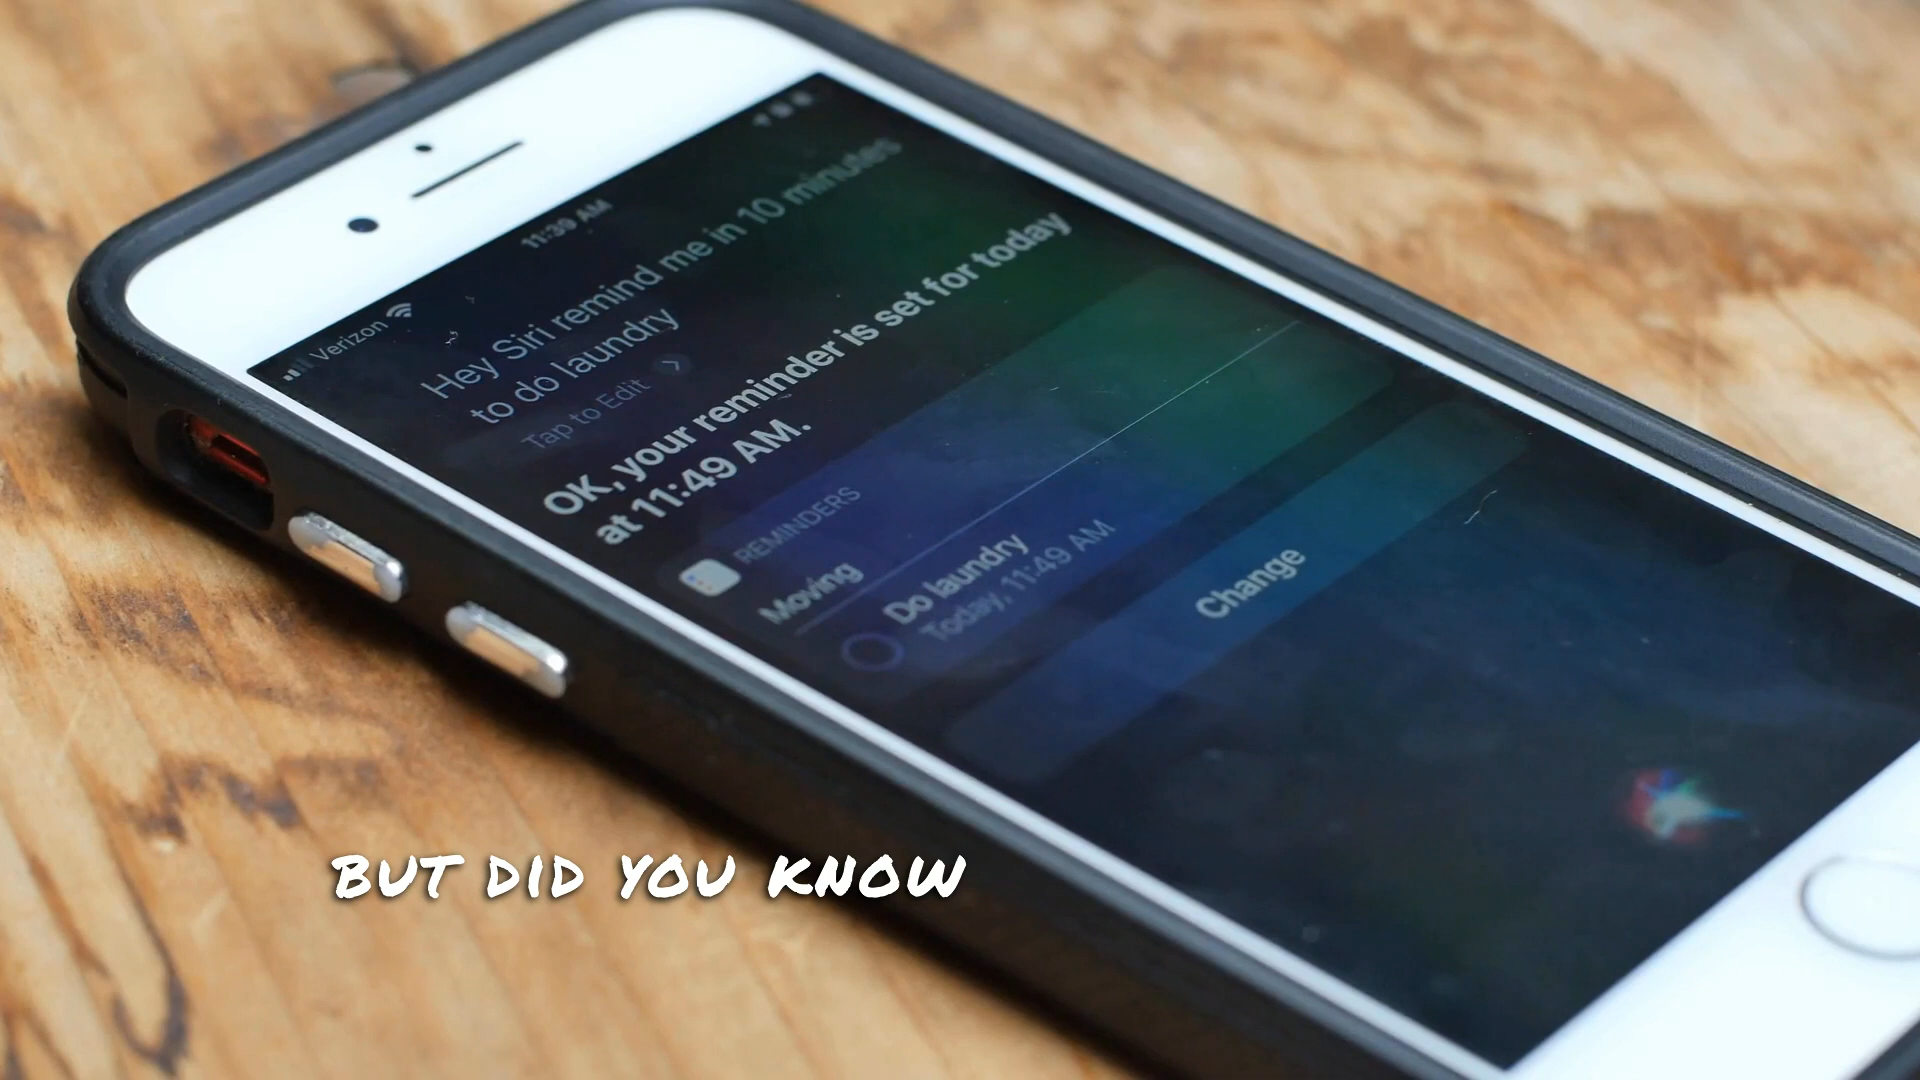 11:39 AM
Verizon
Hey Siri remind me in 10 minutes
to do laundry
Tap to Edit
OK, your reminder is set for today
at 11:49 AM.
REMINDERS
Moving
Do laundry
Today, 11:49 AM
Change
BUT DID YOU KNOW